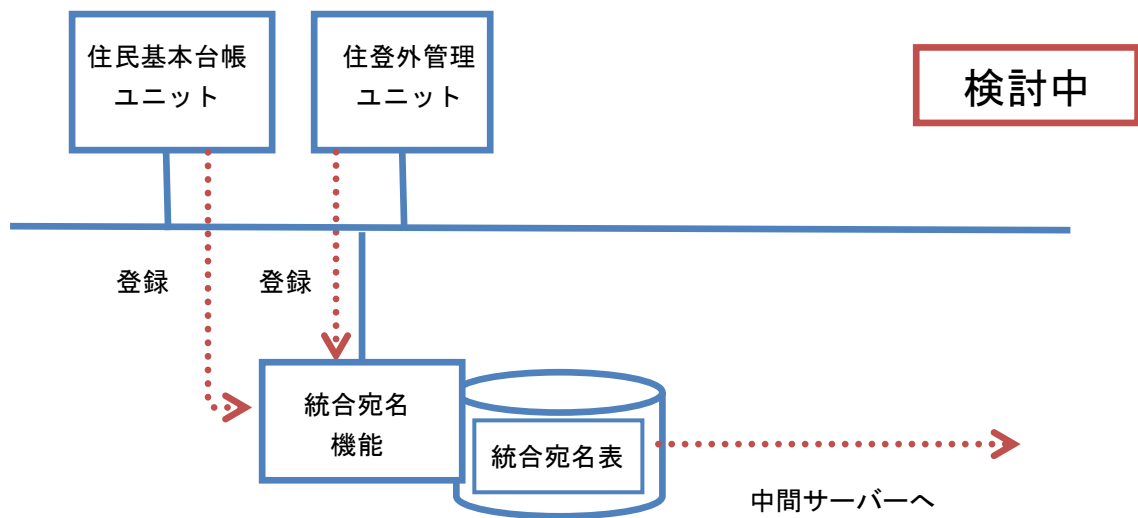 住民基本台帳
ユニット
住登外管理
ユニット
検討中
登録
登録
統合宛名
機能
統合宛名表
中間サーバーへ